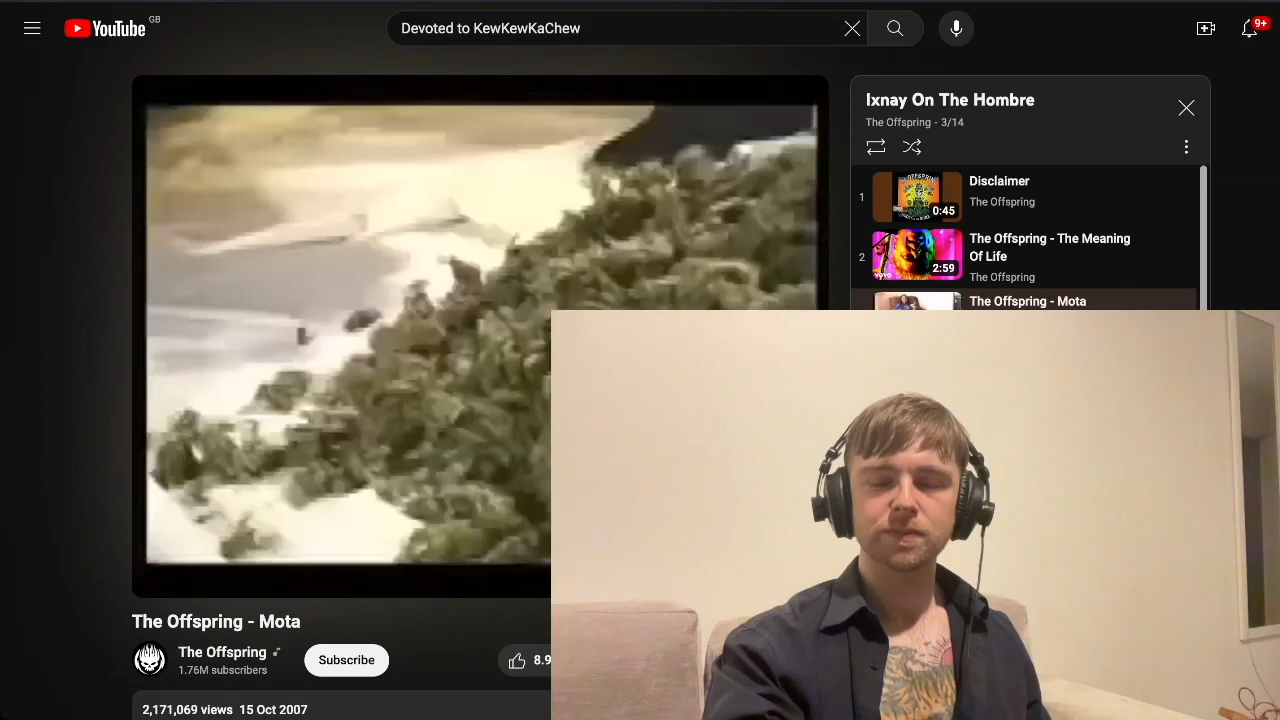 YouTube GB
Devoted to KewKewKaChew
9+
Ixnay On The Hombre
The Offspring - 3/14
1
0:45
Disclaimer
The Offspring
2
2:59
The Offspring - The Meaning
Of Life
The Offspring
The Offspring - Mota
The Offspring - Mota
The Offspring
1.76M subscribers
Subscribe
8.9
2,171,069 views 15 Oct 2007